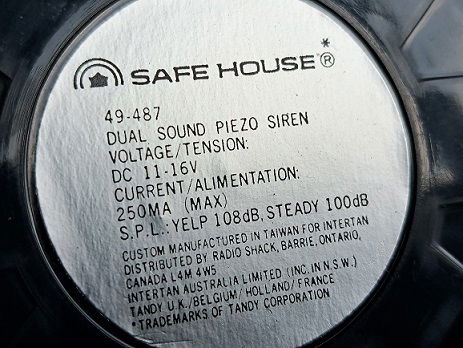 SAFE HOUSE®*
49-487
DUAL SOUND PIEZO SIREN
VOLTAGE/TENSION:
DC 11-16V
CURRENT/ALIMENTATION:
250MA (MAX)
S.P.L.: YELP 108dB, STEADY 100dB
CUSTOM MANUFACTURED IN TAIWAN FOR INTERTAN
DISTRIBUTED BY RADIO SHACK, BARRIE, ONTARIO,
CANADA L4M 4W5
INTERTAN AUSTRALIA LIMITED (INC. IN N.S.W.)
TANDY U.K./BELGIUM/HOLLAND/FRANCE
*TRADEMARKS OF TANDY CORPORATION